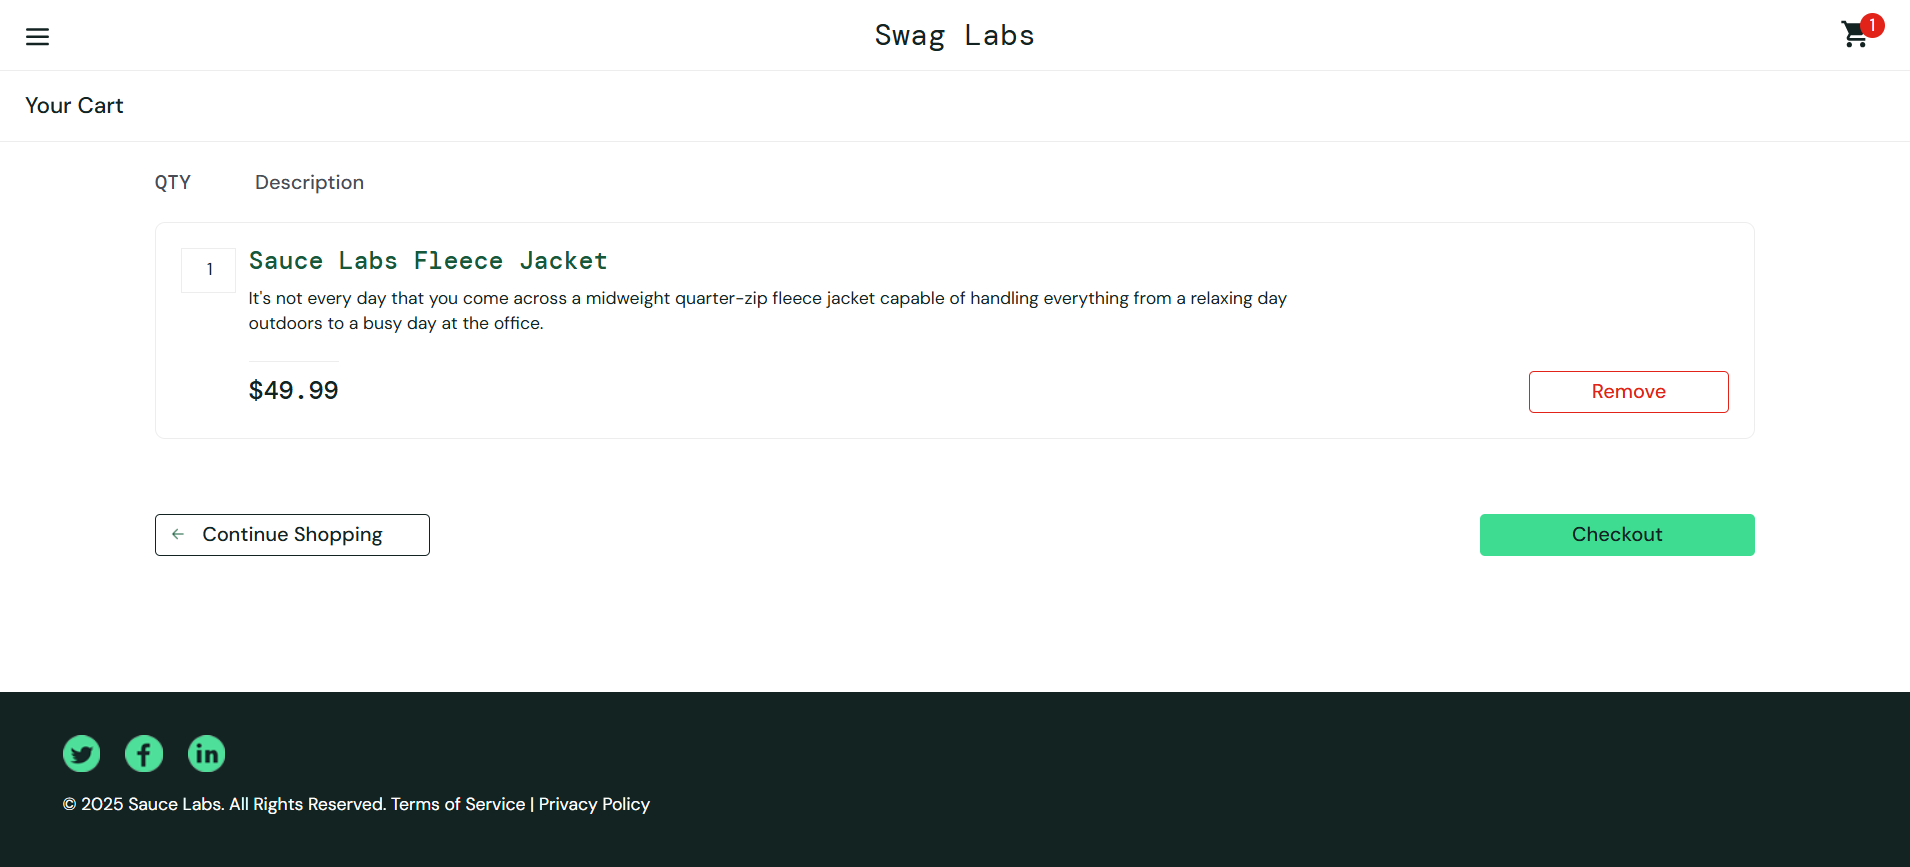 Swag Labs
1
Your Cart
QTY Description
1
Sauce Labs Fleece Jacket
It's not every day that you come across a midweight quarter-zip fleece jacket capable of handling everything from a relaxing day
outdoors to a busy day at the office.
$49.99
Remove
Continue Shopping
Checkout
© 2025 Sauce Labs. All Rights Reserved. Terms of Service | Privacy Policy